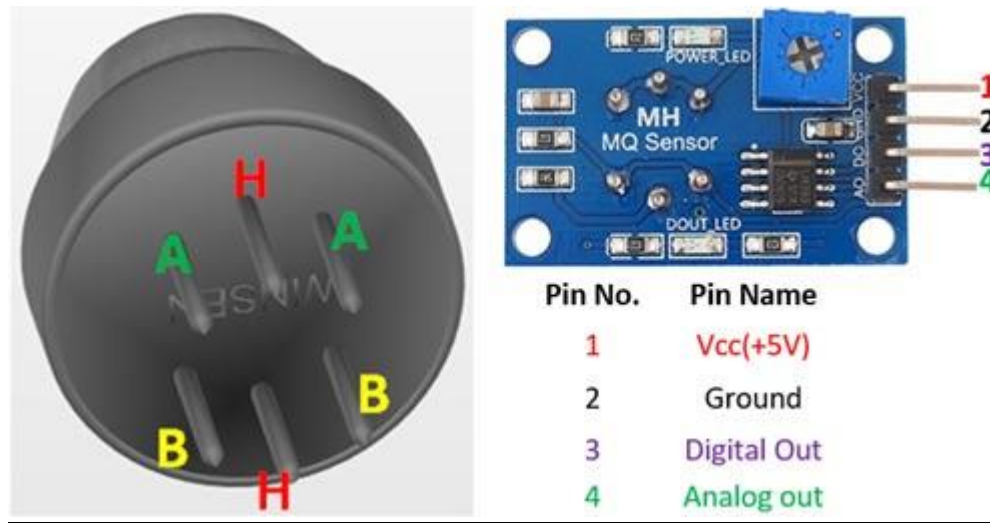 H
A
A
WINSEN
B
B
H
POWER_LED
MH
MQ Sensor
DOUT_LED
VCC
GND
DO
AO
1
2
3
4
Pin No. Pin Name
1 Vcc(+5V)
2 Ground
3 Digital Out
4 Analog out